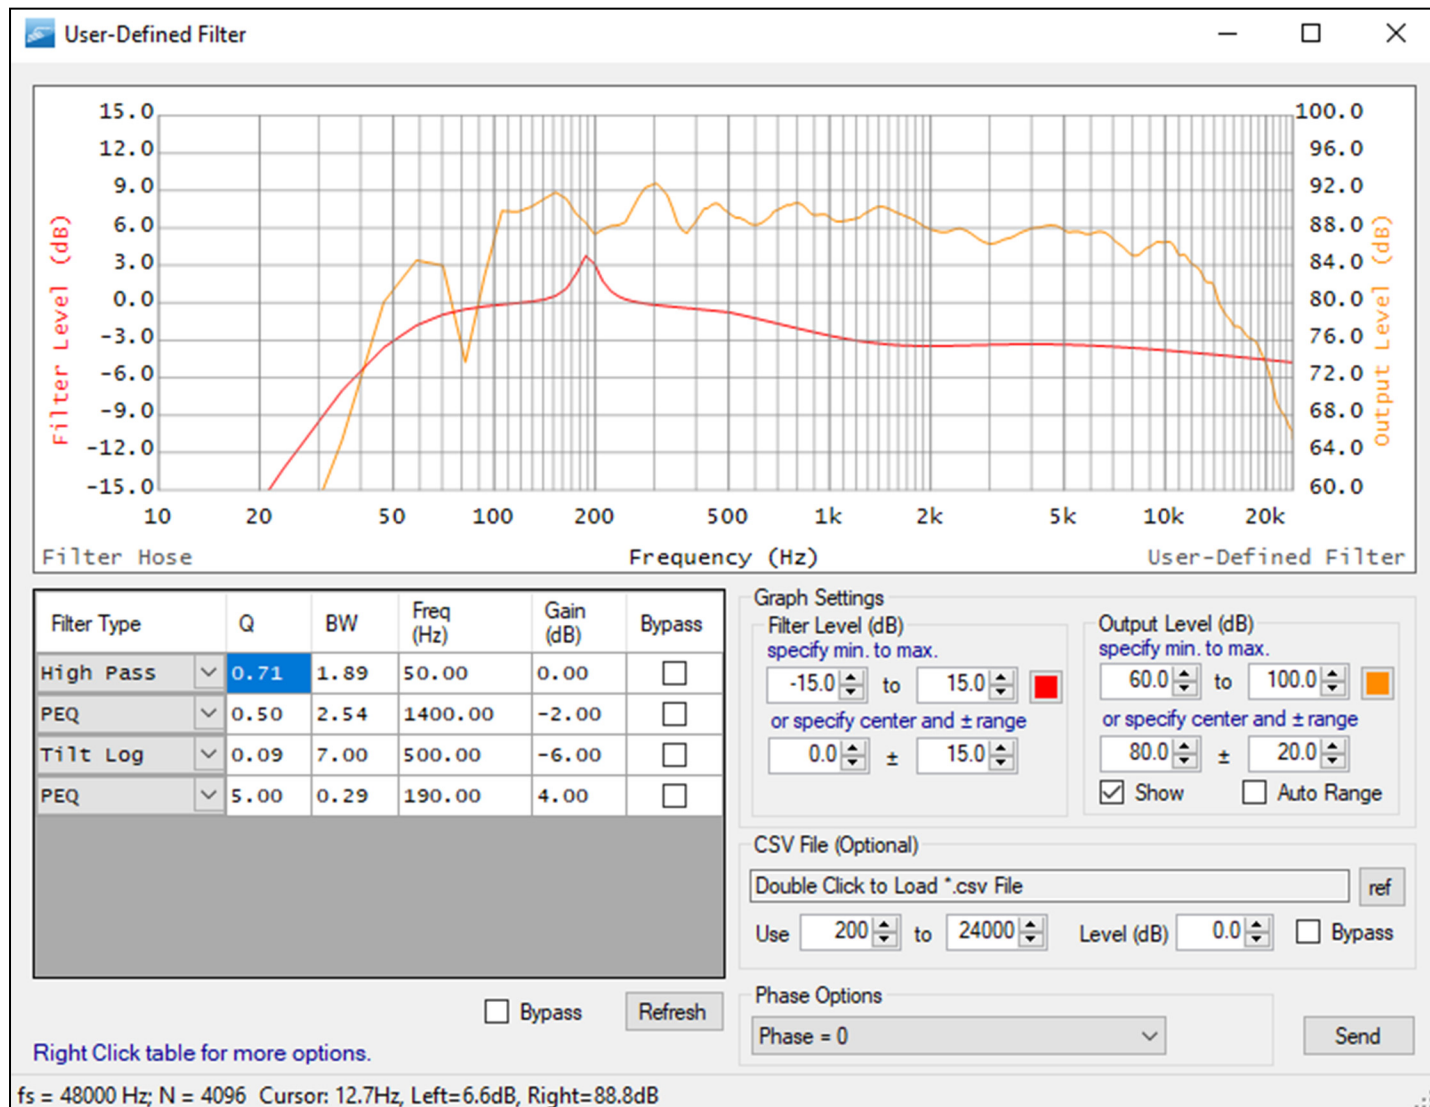 User-Defined Filter
15.0 100.0
12.0 96.0
9.0 92.0
6.0 88.0
3.0 84.0
0.0 80.0
-3.0 76.0
-6.0 72.0
-9.0 68.0
-12.0 64.0
-15.0 60.0
Filter Level (dB)
Output Level (dB)
10 20 50 100 200 500 1k 2k 5k 10k 20k
Filter Hose Frequency (Hz) User-Defined Filter
Filter Type Q BW Freq (Hz) Gain (dB) Bypass
High Pass 0.71 1.89 50.00 0.00
PEQ 0.50 2.54 1400.00 -2.00
Tilt Log 0.09 7.00 500.00 -6.00
PEQ 5.00 0.29 190.00 4.00
Bypass Refresh
Right Click table for more options.
Graph Settings
Filter Level (dB)
specify min. to max.
-15.0 to 15.0
or specify center and ± range
0.0 ± 15.0
Output Level (dB)
specify min. to max.
60.0 to 100.0
or specify center and ± range
80.0 ± 20.0
Show Auto Range
CSV File (Optional)
Double Click to Load *.csv File ref
Use 200 to 24000 Level (dB) 0.0 Bypass
Phase Options
Phase = 0 Send
fs = 48000 Hz; N = 4096 Cursor: 12.7Hz, Left=6.6dB, Right=88.8dB